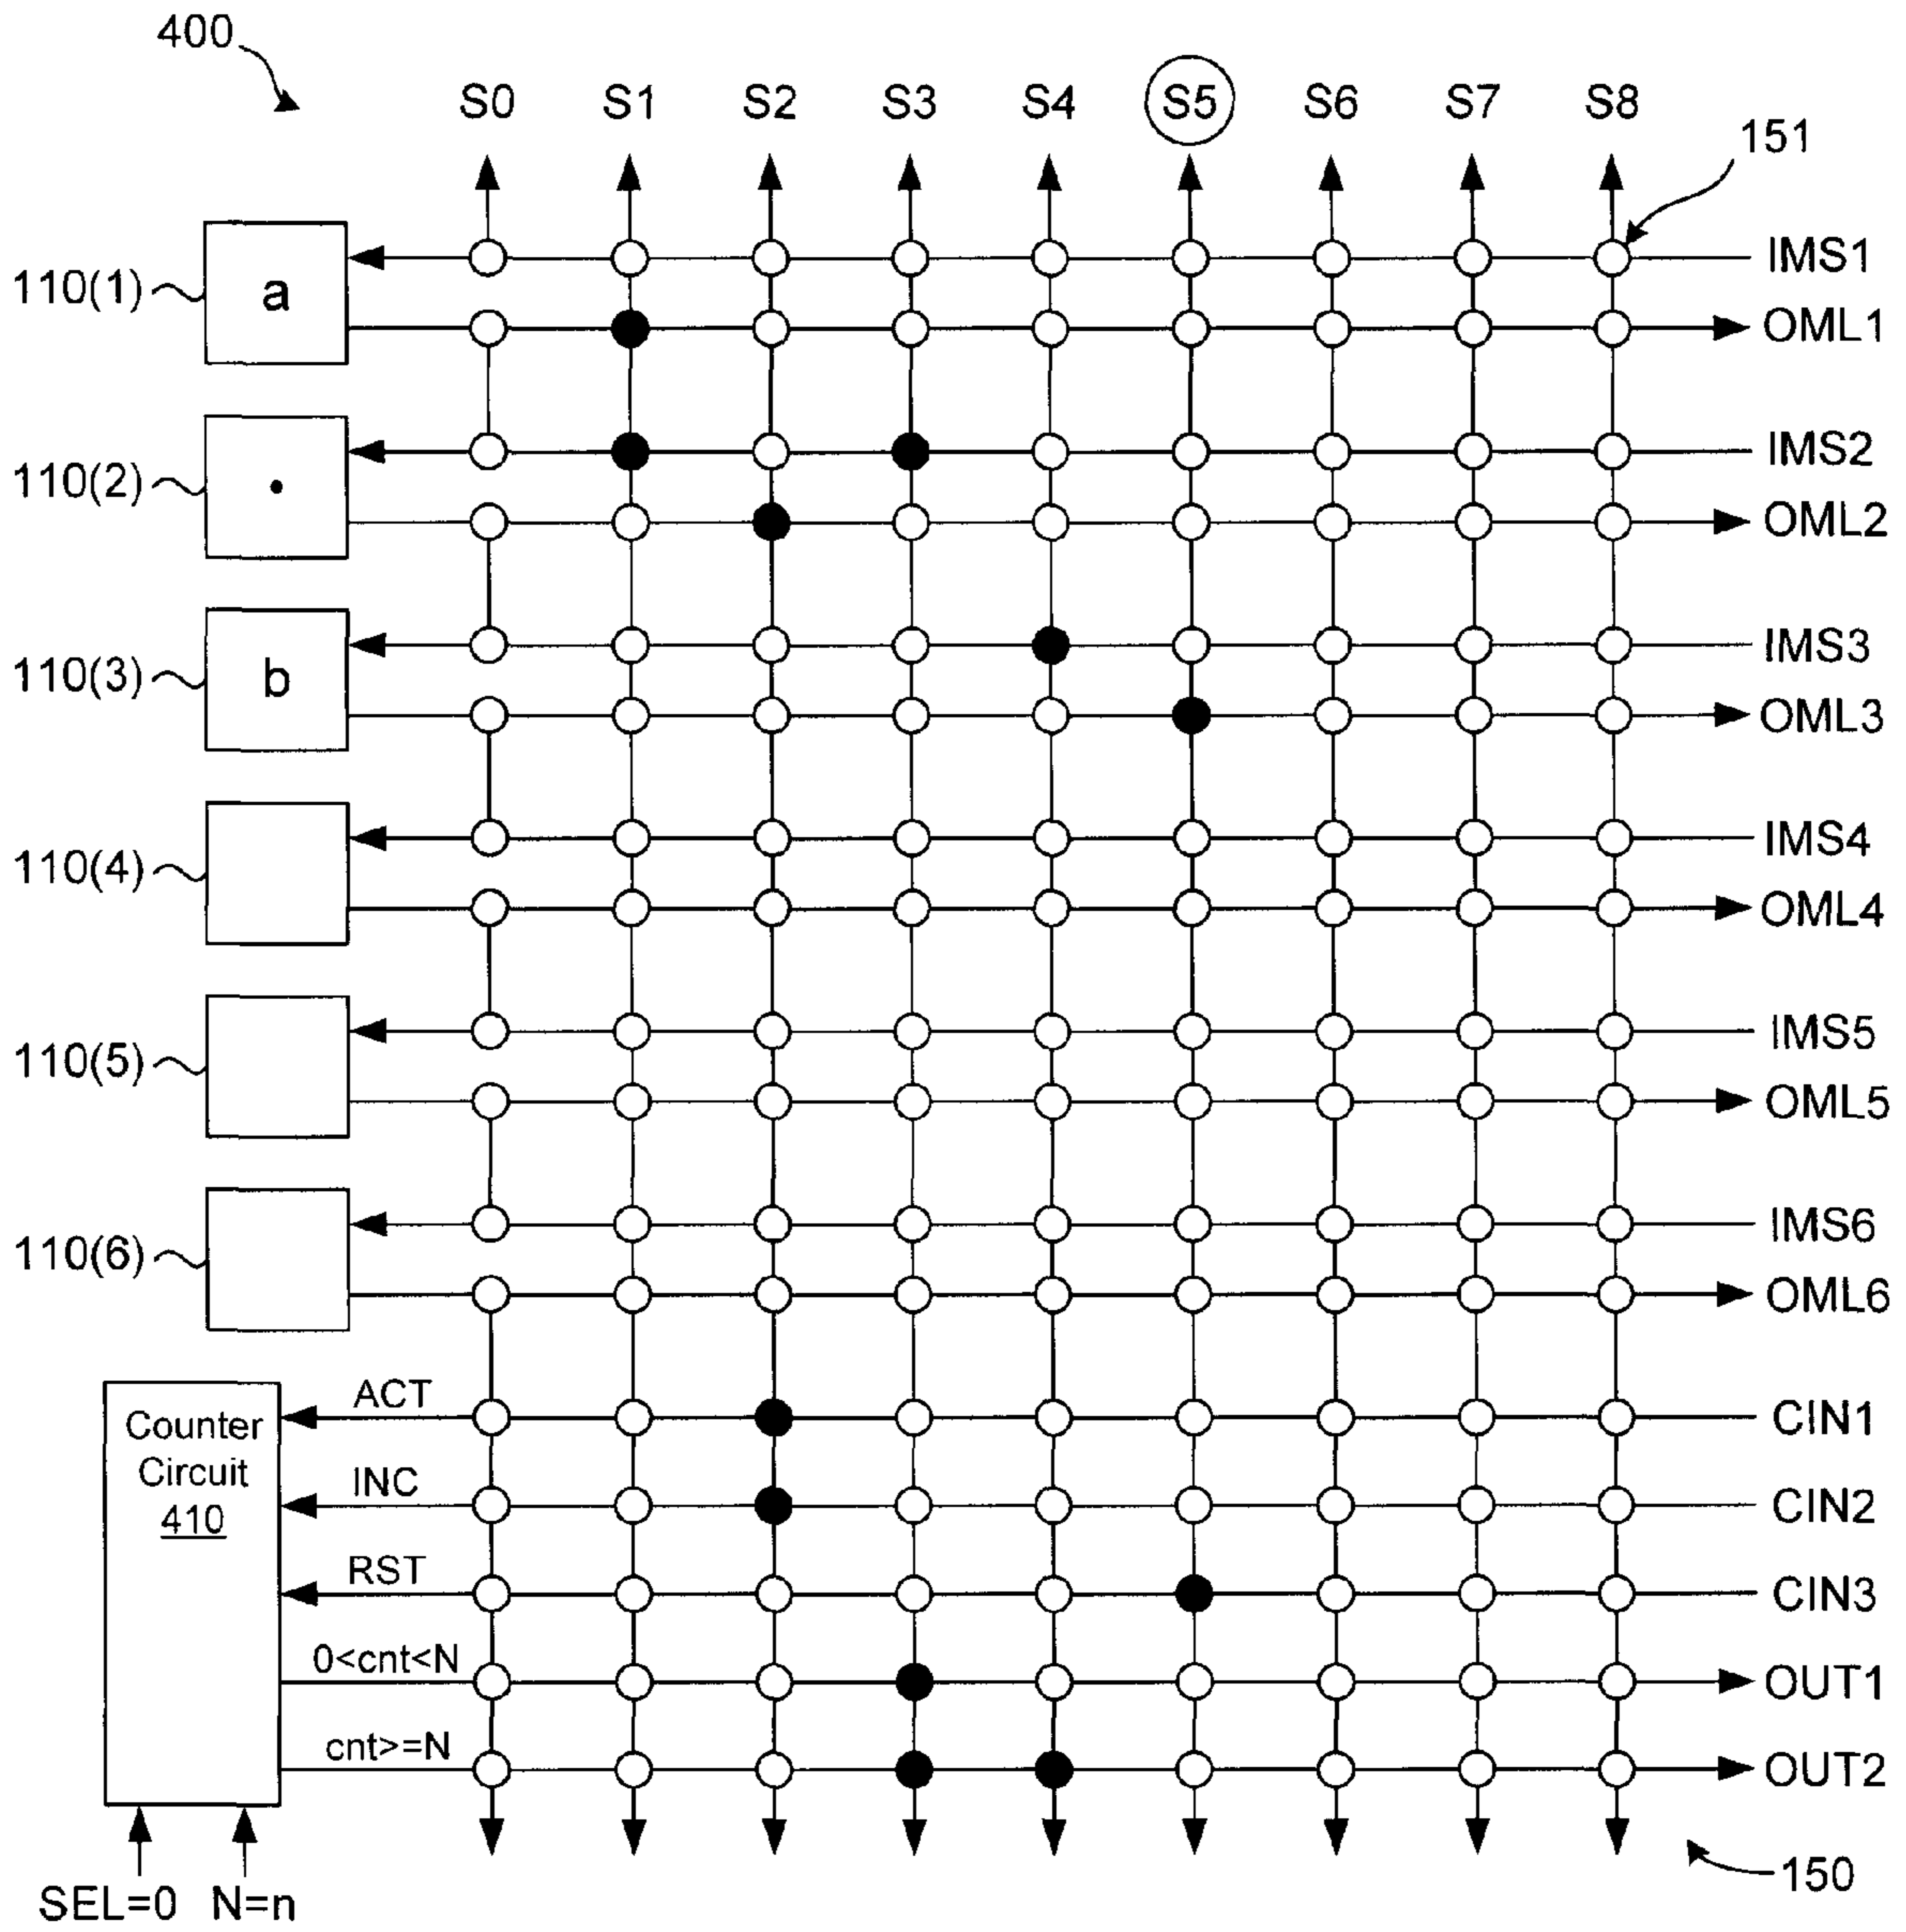 400
S0 S1 S2 S3 S4 S5 S6 S7 S8
151
IMS1
110(1) a
OML1
IMS2
110(2) •
OML2
IMS3
110(3) b
OML3
IMS4
110(4)
OML4
IMS5
110(5)
OML5
IMS6
110(6)
OML6
ACT CIN1
Counter
Circuit
410
INC CIN2
RST CIN3
0<cnt<N OUT1
cnt>=N OUT2
150
SEL=0 N=n